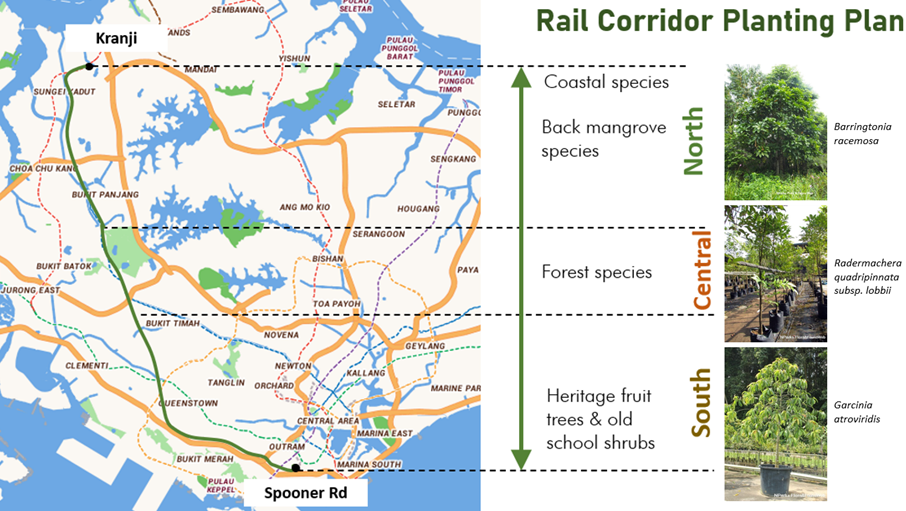 Rail Corridor Planting Plan
Kranji
SEMBAWANG
ANDS
PULAU
SELETAR
PULAU
PUNGGOL
BARAT
YISHUN
MANDAI
PULAU
PUNGGOL
TIMOR
SUNGEI KADUT
SELETAR
PUNGGO
SENGKANG
CHOA CHU KANG
BUKIT PANJANG
ANG MO KIO
HOUGANG
SERANGOON
BISHAN
BUKIT BATOK
PAYA
JURONG EAST
TOA PAYOH
BUKIT TIMAH
NOVENA
GEYLANG
CLEMENTI
NEWTON
KALLANG
TANGLIN
ORCHARD
MARINE PAR
QUEENSTOWN
CENTRAL AREA
MARINA EAST
OUTRAM
BUKIT MERAH
MARINA SOUTH
PULAU
KEPPEL
Spooner Rd
Coastal species
Back mangrove
species
North
Barringtonia
racemosa
Forest species
Central
Radermachera
quadripinnata
subsp. lobbii
Heritage fruit
trees & old
school shrubs
South
Garcinia
atroviridis